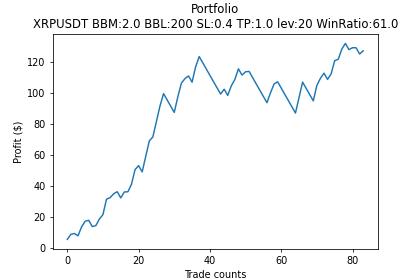 Portfolio
XRPUSDT BBM:2.0 BBL:200 SL:0.4 TP:1.0 lev:20 WinRatio:61.0
Profit ($)
120
100
80
60
40
20
0
0 20 40 60 80
Trade counts